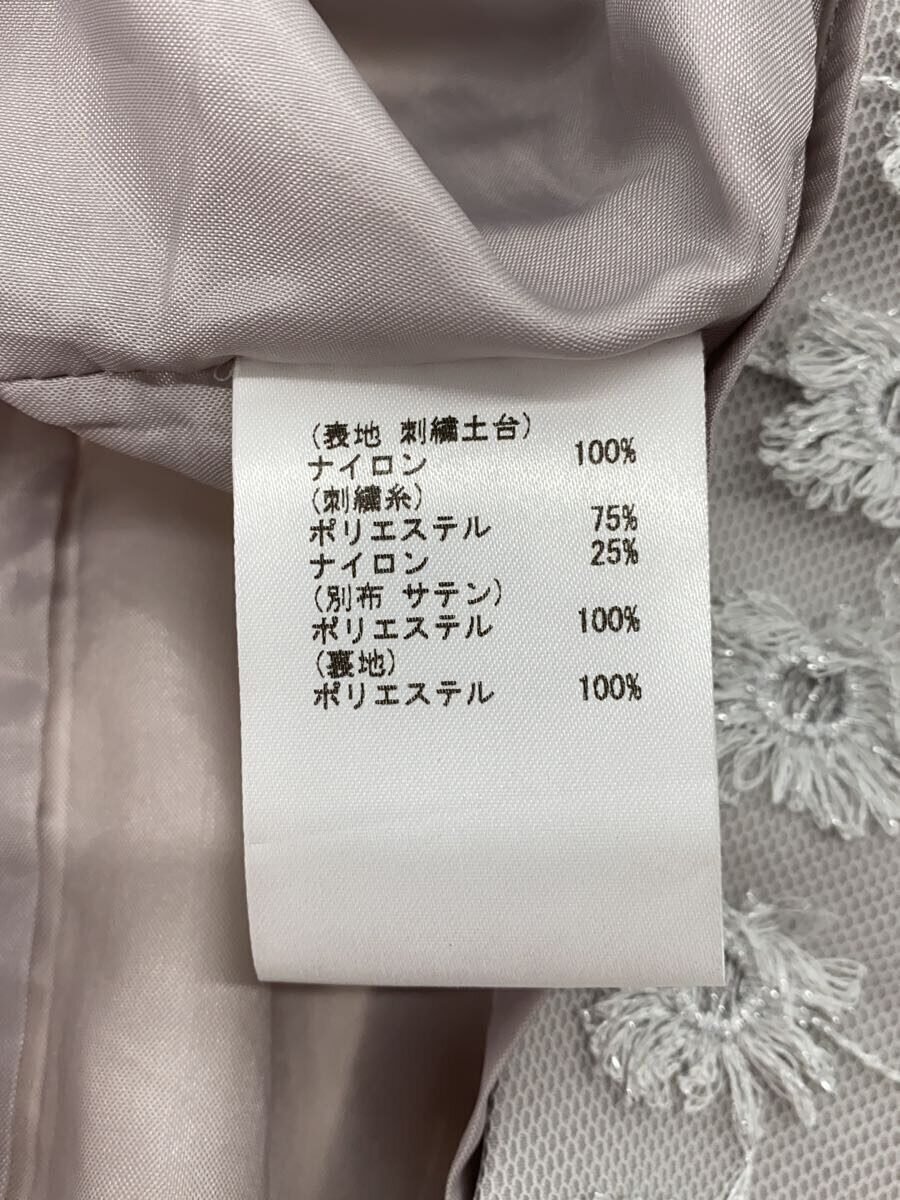 (表地 刺繍土台)
ナイロン 100%
(刺繍糸)
ポリエステル 75%
ナイロン 25%
(別布 サテン)
ポリエステル 100%
(裏地)
ポリエステル 100%